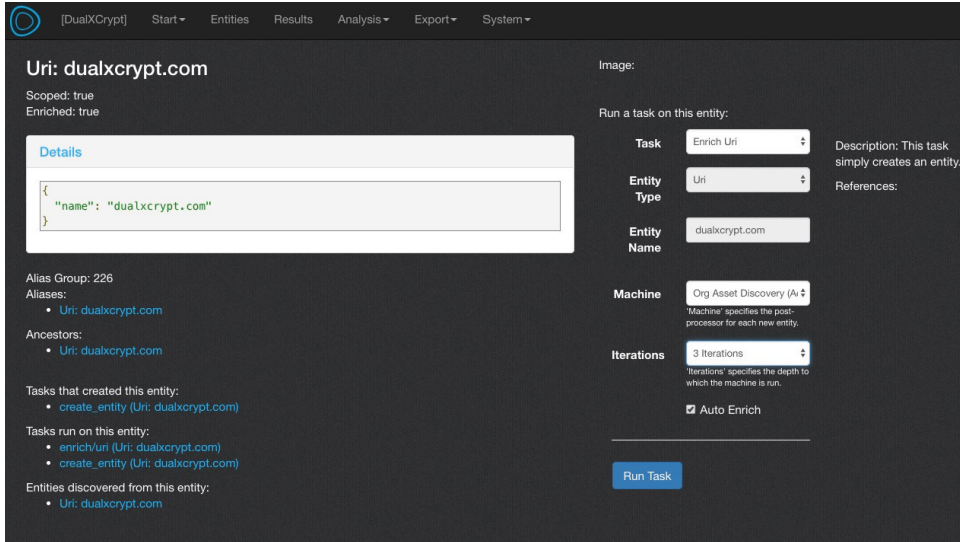 [DualXCrypt] Start Entities Results Analysis Export System
Uri: dualxcrypt.com
Scoped: true
Enriched: true
Details
{
"name": "dualxcrypt.com"
}
Alias Group: 226
Aliases:
Uri: dualxcrypt.com
Ancestors:
Uri: dualxcrypt.com
Tasks that created this entity:
create_entity (Uri: dualxcrypt.com)
Tasks run on this entity:
enrich/uri (Uri: dualxcrypt.com)
create_entity (Uri: dualxcrypt.com)
Entities discovered from this entity:
Uri: dualxcrypt.com
Image:
Run a task on this entity:
Task Enrich Uri
Entity Type Uri
Entity Name dualxcrypt.com
Machine Org Asset Discovery (A
'Machine' specifies the post-
processor for each new entity.
Iterations 3 Iterations
'Iterations' specifies the depth to
which the machine is run.
Auto Enrich
Run Task
Description: This task
simply creates an entity.
References: